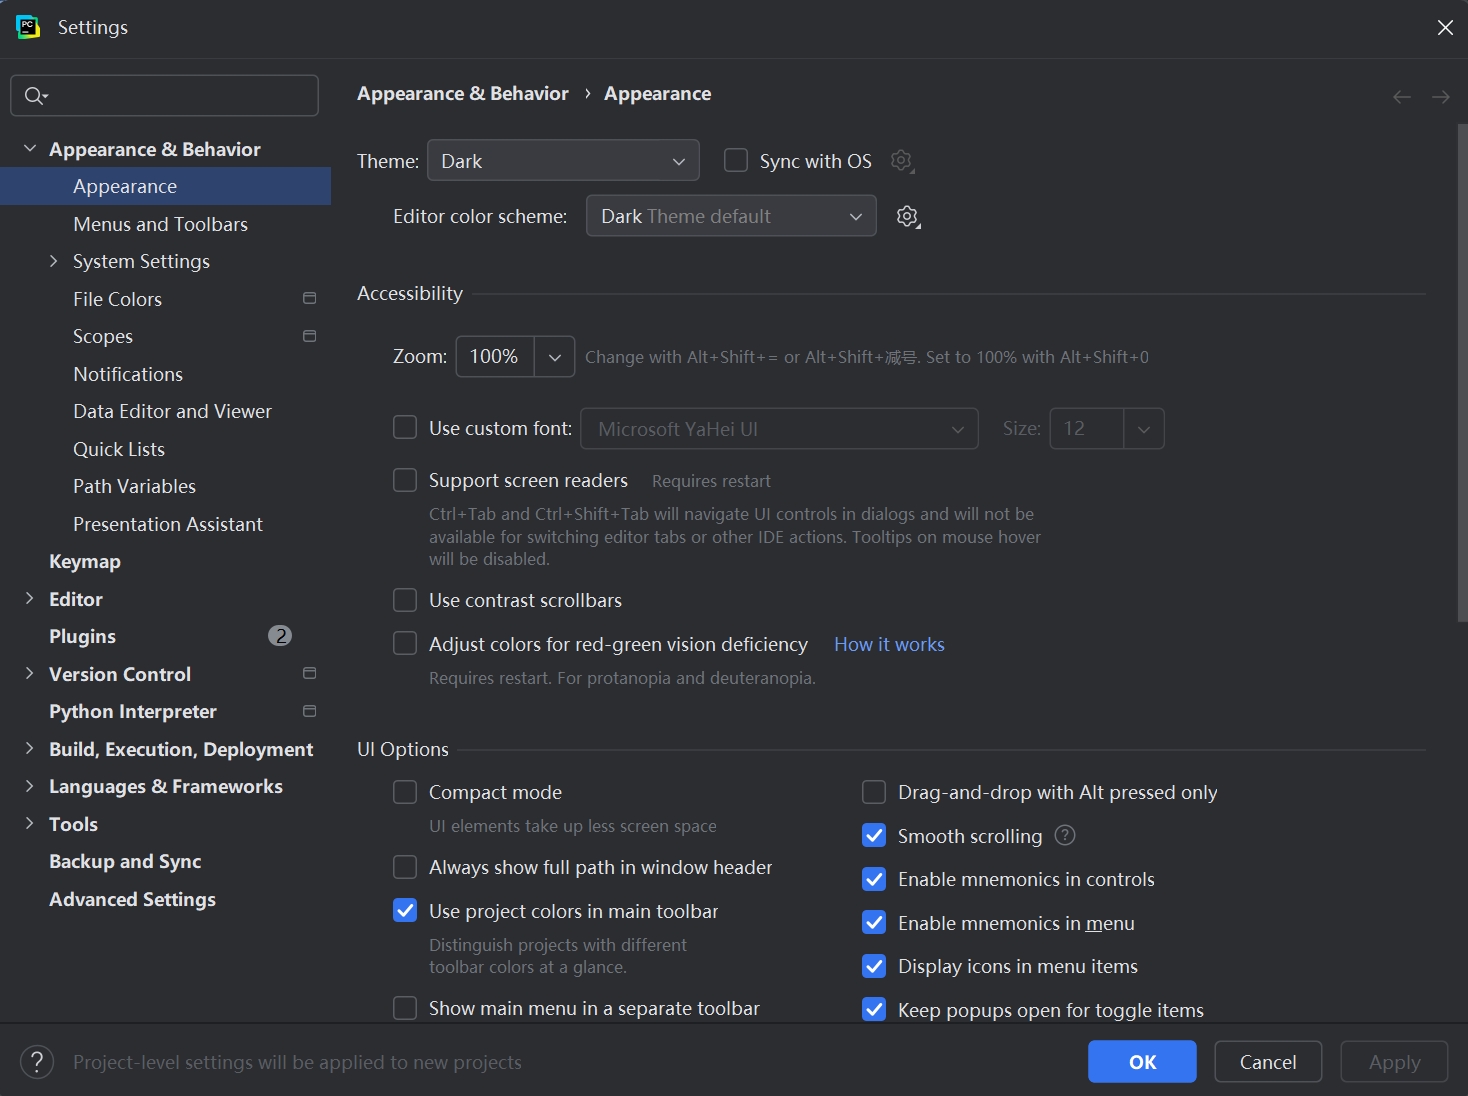 PC
Settings
Appearance & Behavior
Appearance
Menus and Toolbars
System Settings
File Colors
Scopes
Notifications
Data Editor and Viewer
Quick Lists
Path Variables
Presentation Assistant
Keymap
Editor
Plugins 2
Version Control
Python Interpreter
Build, Execution, Deployment
Languages & Frameworks
Tools
Backup and Sync
Advanced Settings
Appearance & Behavior › Appearance
Theme: Dark Sync with OS
Editor color scheme: Dark Theme default
Accessibility
Zoom: 100% Change with Alt+Shift+= or Alt+Shift+减号. Set to 100% with Alt+Shift+0
Use custom font: Microsoft YaHei UI Size: 12
Support screen readers Requires restart
Ctrl+Tab and Ctrl+Shift+Tab will navigate UI controls in dialogs and will not be
available for switching editor tabs or other IDE actions. Tooltips on mouse hover
will be disabled.
Use contrast scrollbars
Adjust colors for red-green vision deficiency How it works
Requires restart. For protanopia and deuteranopia.
UI Options
Compact mode
UI elements take up less screen space
Always show full path in window header
Use project colors in main toolbar
Distinguish projects with different
toolbar colors at a glance.
Show main menu in a separate toolbar
Drag-and-drop with Alt pressed only
Smooth scrolling ?
Enable mnemonics in controls
Enable mnemonics in menu
Display icons in menu items
Keep popups open for toggle items
? Project-level settings will be applied to new projects
OK Cancel Apply